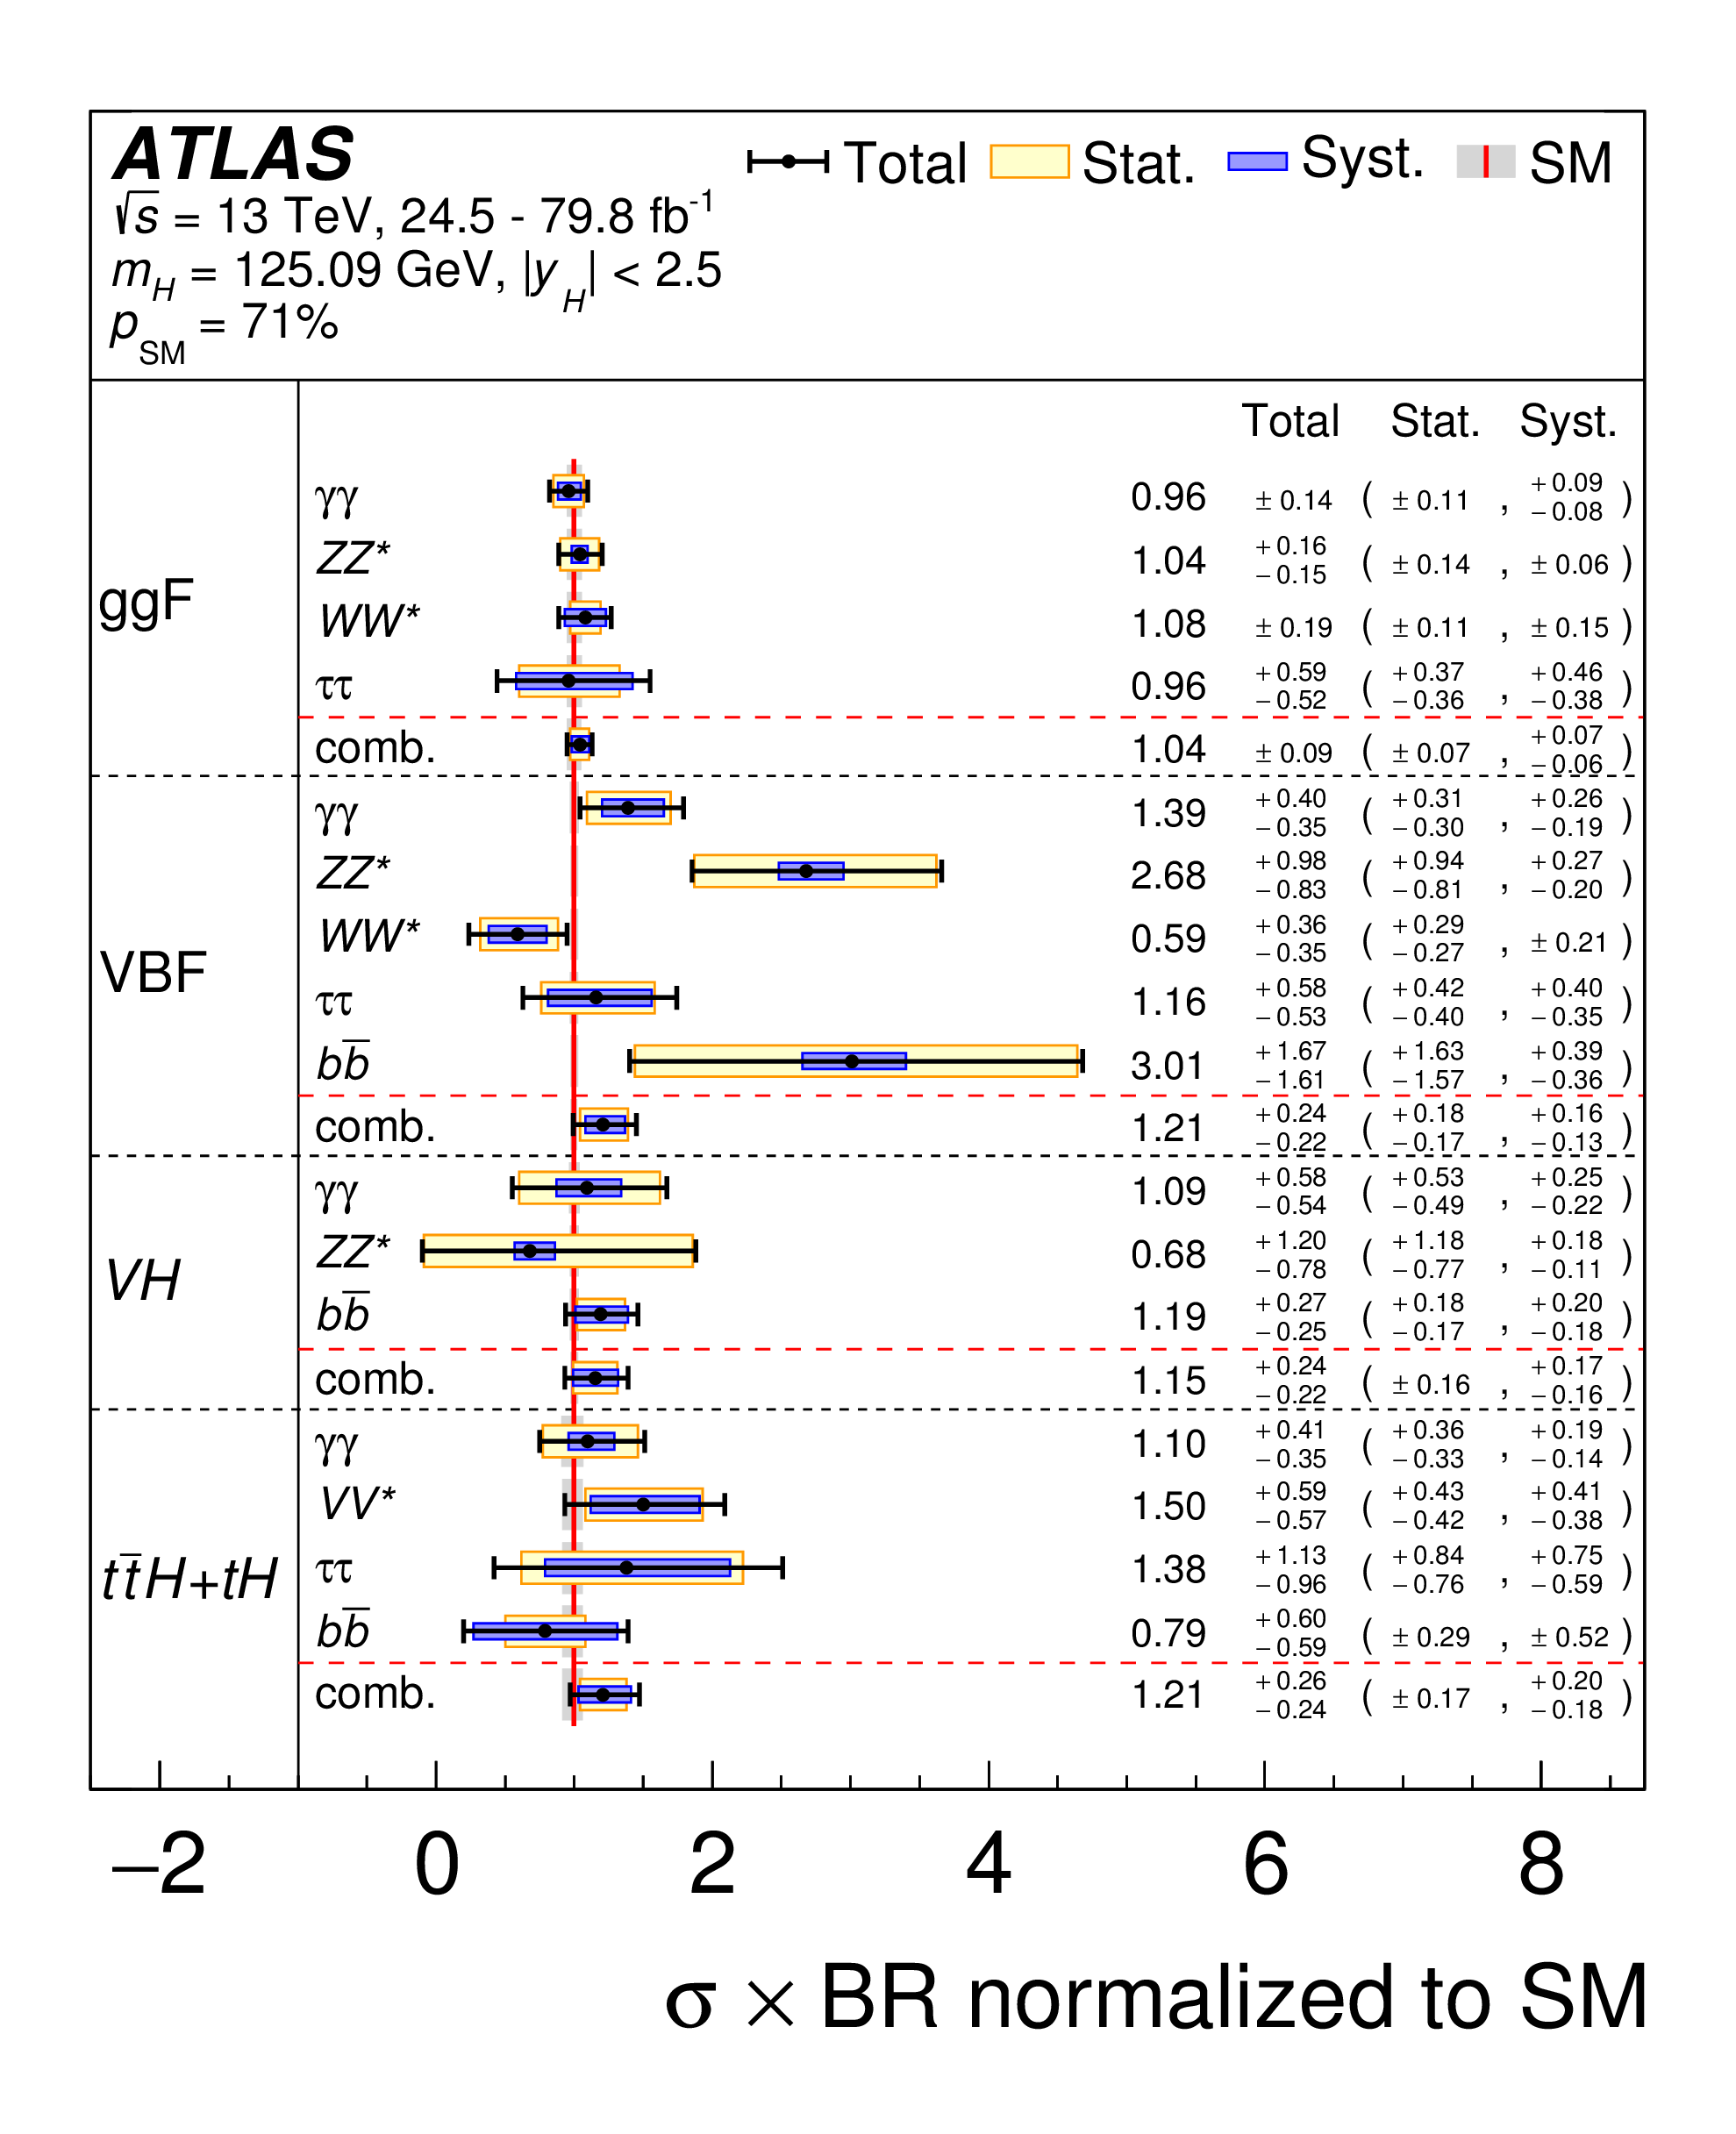 ATLAS
Total Stat. Syst. SM
√s = 13 TeV, 24.5 - 79.8 fb⁻¹
m_H = 125.09 GeV, |y_H| < 2.5
p_SM = 71%
Total Stat. Syst.
ggF
γγ 0.96 ± 0.14 ( ± 0.11 , + 0.09 − 0.08 )
ZZ* 1.04 + 0.16 − 0.15 ( ± 0.14 , ± 0.06 )
WW* 1.08 ± 0.19 ( ± 0.11 , ± 0.15 )
ττ 0.96 + 0.59 − 0.52 ( + 0.37 − 0.36 , + 0.46 − 0.38 )
comb. 1.04 ± 0.09 ( ± 0.07 , + 0.07 − 0.06 )
VBF
γγ 1.39 + 0.40 − 0.35 ( + 0.31 − 0.30 , + 0.26 − 0.19 )
ZZ* 2.68 + 0.98 − 0.83 ( + 0.94 − 0.81 , + 0.27 − 0.20 )
WW* 0.59 + 0.36 − 0.35 ( + 0.29 − 0.27 , ± 0.21 )
ττ 1.16 + 0.58 − 0.53 ( + 0.42 − 0.40 , + 0.40 − 0.35 )
bb̅ 3.01 + 1.67 − 1.61 ( + 1.63 − 1.57 , + 0.39 − 0.36 )
comb. 1.21 + 0.24 − 0.22 ( + 0.18 − 0.17 , + 0.16 − 0.13 )
VH
γγ 1.09 + 0.58 − 0.54 ( + 0.53 − 0.49 , + 0.25 − 0.22 )
ZZ* 0.68 + 1.20 − 0.78 ( + 1.18 − 0.77 , + 0.18 − 0.11 )
bb̅ 1.19 + 0.27 − 0.25 ( + 0.18 − 0.17 , + 0.20 − 0.18 )
comb. 1.15 + 0.24 − 0.22 ( ± 0.16 , + 0.17 − 0.16 )
tt̅H+tH
γγ 1.10 + 0.41 − 0.35 ( + 0.36 − 0.33 , + 0.19 − 0.14 )
VV* 1.50 + 0.59 − 0.57 ( + 0.43 − 0.42 , + 0.41 − 0.38 )
ττ 1.38 + 1.13 − 0.96 ( + 0.84 − 0.76 , + 0.75 − 0.59 )
bb̅ 0.79 + 0.60 − 0.59 ( ± 0.29 , ± 0.52 )
comb. 1.21 + 0.26 − 0.24 ( ± 0.17 , + 0.20 − 0.18 )
−2 0 2 4 6 8
σ × BR normalized to SM